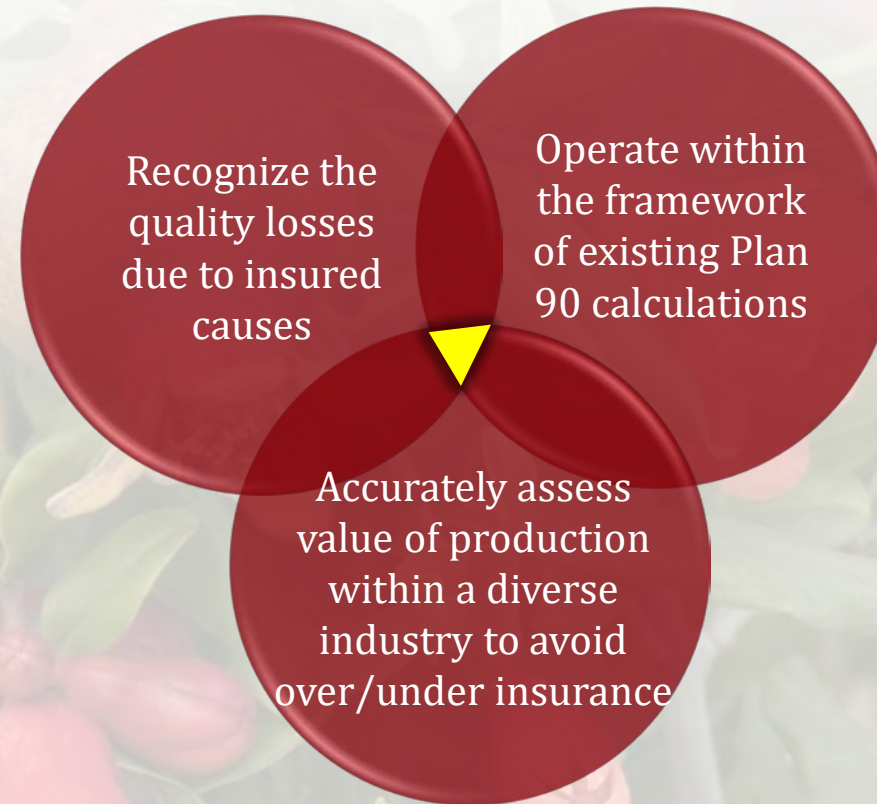 Recognize the
quality losses
due to insured
causes
Operate within
the framework
of existing Plan
90 calculations
Accurately assess
value of production
within a diverse
industry to avoid
over/under insurance